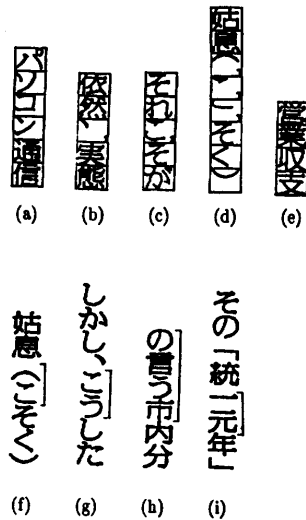 パソコン通信
依然、実態
それこそが
姑息(こそく)
営業収支
(a)
(b)
(c)
(d)
(e)
姑息(こそく)
しかし、こうした
の言う市内分
その「統一元年」
(f)
(g)
(h)
(i)